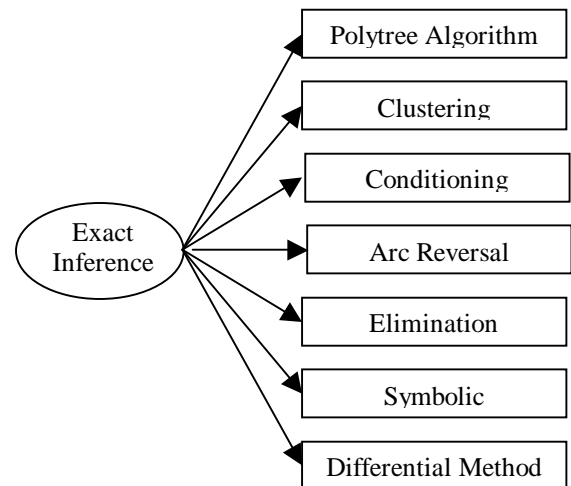 Polytree Algorithm
Clustering
Conditioning
Exact
Inference
Arc Reversal
Elimination
Symbolic
Differential Method